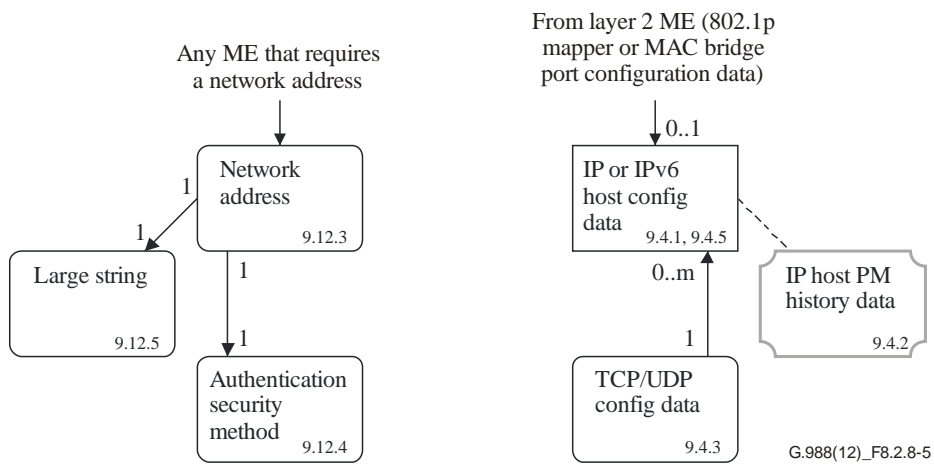 Any ME that requires
a network address
Network
address
9.12.3
1
1
Large string
9.12.5
1
1
Authentication
security
method
9.12.4
From layer 2 ME (802.1p
mapper or MAC bridge
port configuration data)
0..1
IP or IPv6
host config
data
9.4.1, 9.4.5
0..m
1
IP host PM
history data
9.4.2
TCP/UDP
config data
9.4.3
G.988(12)_F8.2.8-5